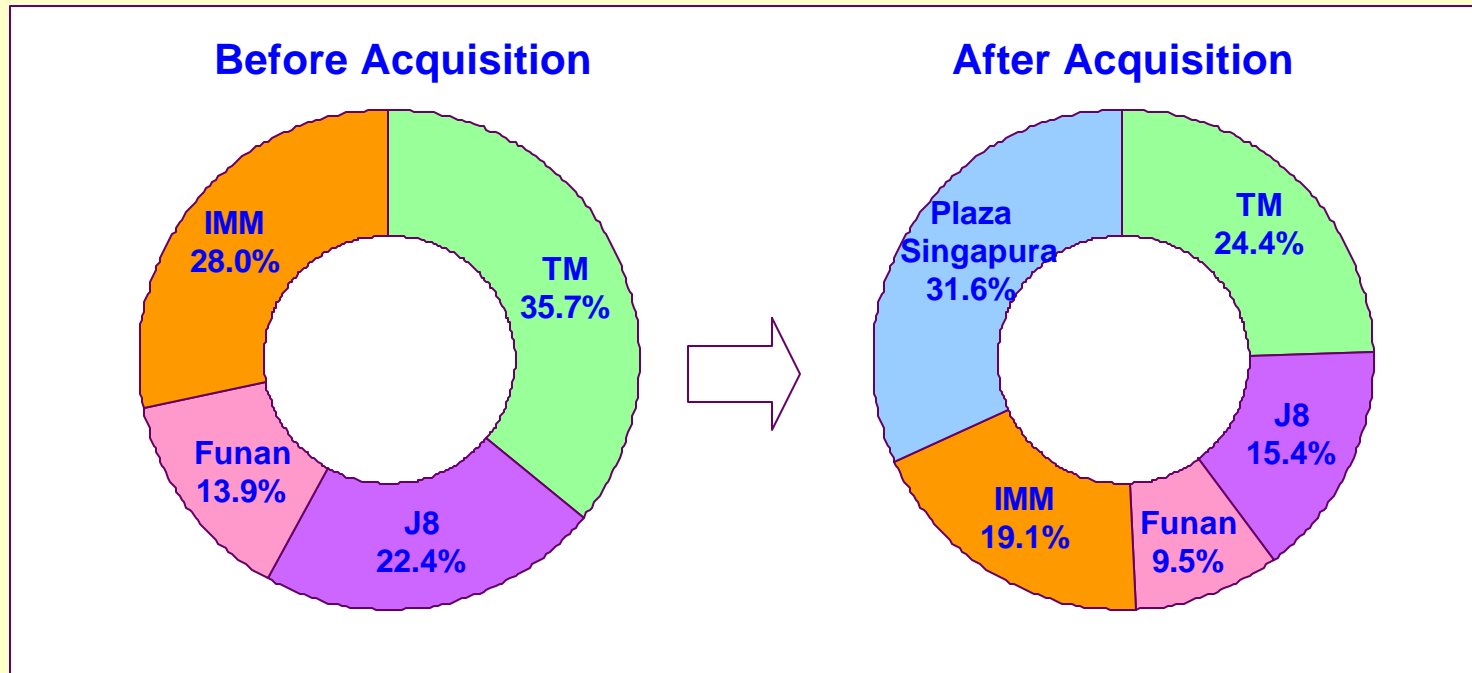 Before Acquisition
IMM
28.0%
TM
35.7%
Funan
13.9%
J8
22.4%
After Acquisition
Plaza
Singapura
31.6%
TM
24.4%
J8
15.4%
IMM
19.1%
Funan
9.5%